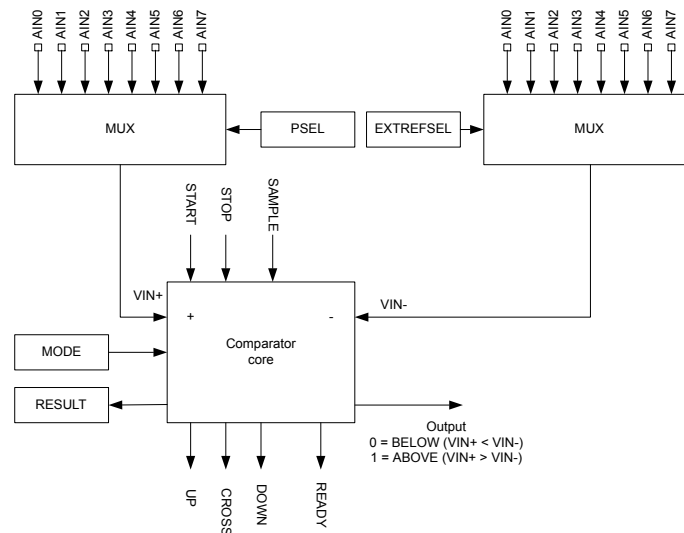 AIN0 AIN1 AIN2 AIN3 AIN4 AIN5 AIN6 AIN7
AIN0 AIN1 AIN2 AIN3 AIN4 AIN5 AIN6 AIN7
MUX
PSEL
EXTREFSEL
MUX
START
STOP
SAMPLE
VIN+
VIN-
+
-
Comparator
core
MODE
RESULT
Output
0 = BELOW (VIN+ < VIN-)
1 = ABOVE (VIN+ > VIN-)
UP
CROSS
DOWN
READY